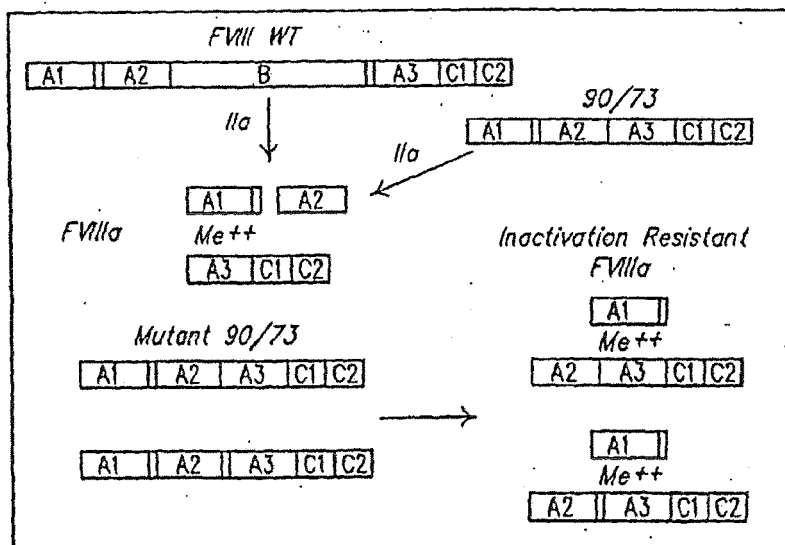 FVIII WT
A1 A2 B A3 C1 C2
90/73
A1 A2 A3 C1 C2
IIa
IIa
A1 A2
FVIIIa
Me++
A3 C1 C2
Inactivation Resistant
FVIIIa
A1
Me++
A2 A3 C1 C2
Mutant 90/73
A1 A2 A3 C1 C2
A1 A2 A3 C1 C2
A1
Me++
A2 A3 C1 C2